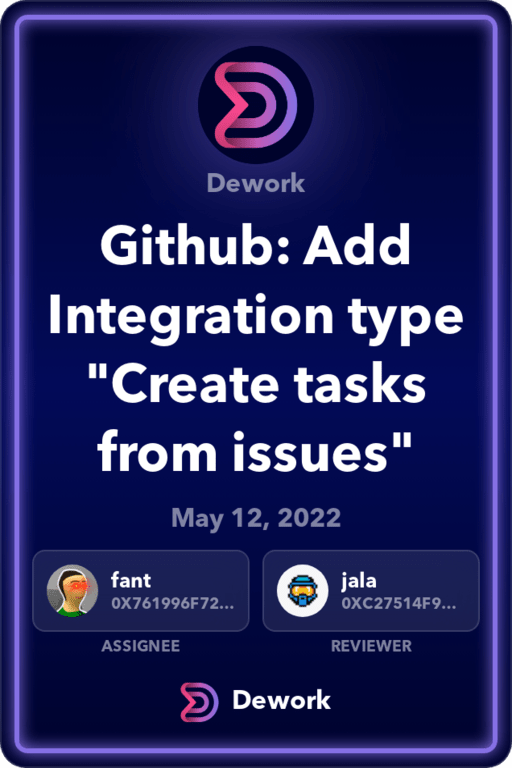 Dework
Github: Add
Integration type
"Create tasks
from issues"
May 12, 2022
fant
0X761996F72...
jala
0XC27514F9...
ASSIGNEE
REVIEWER
Dework